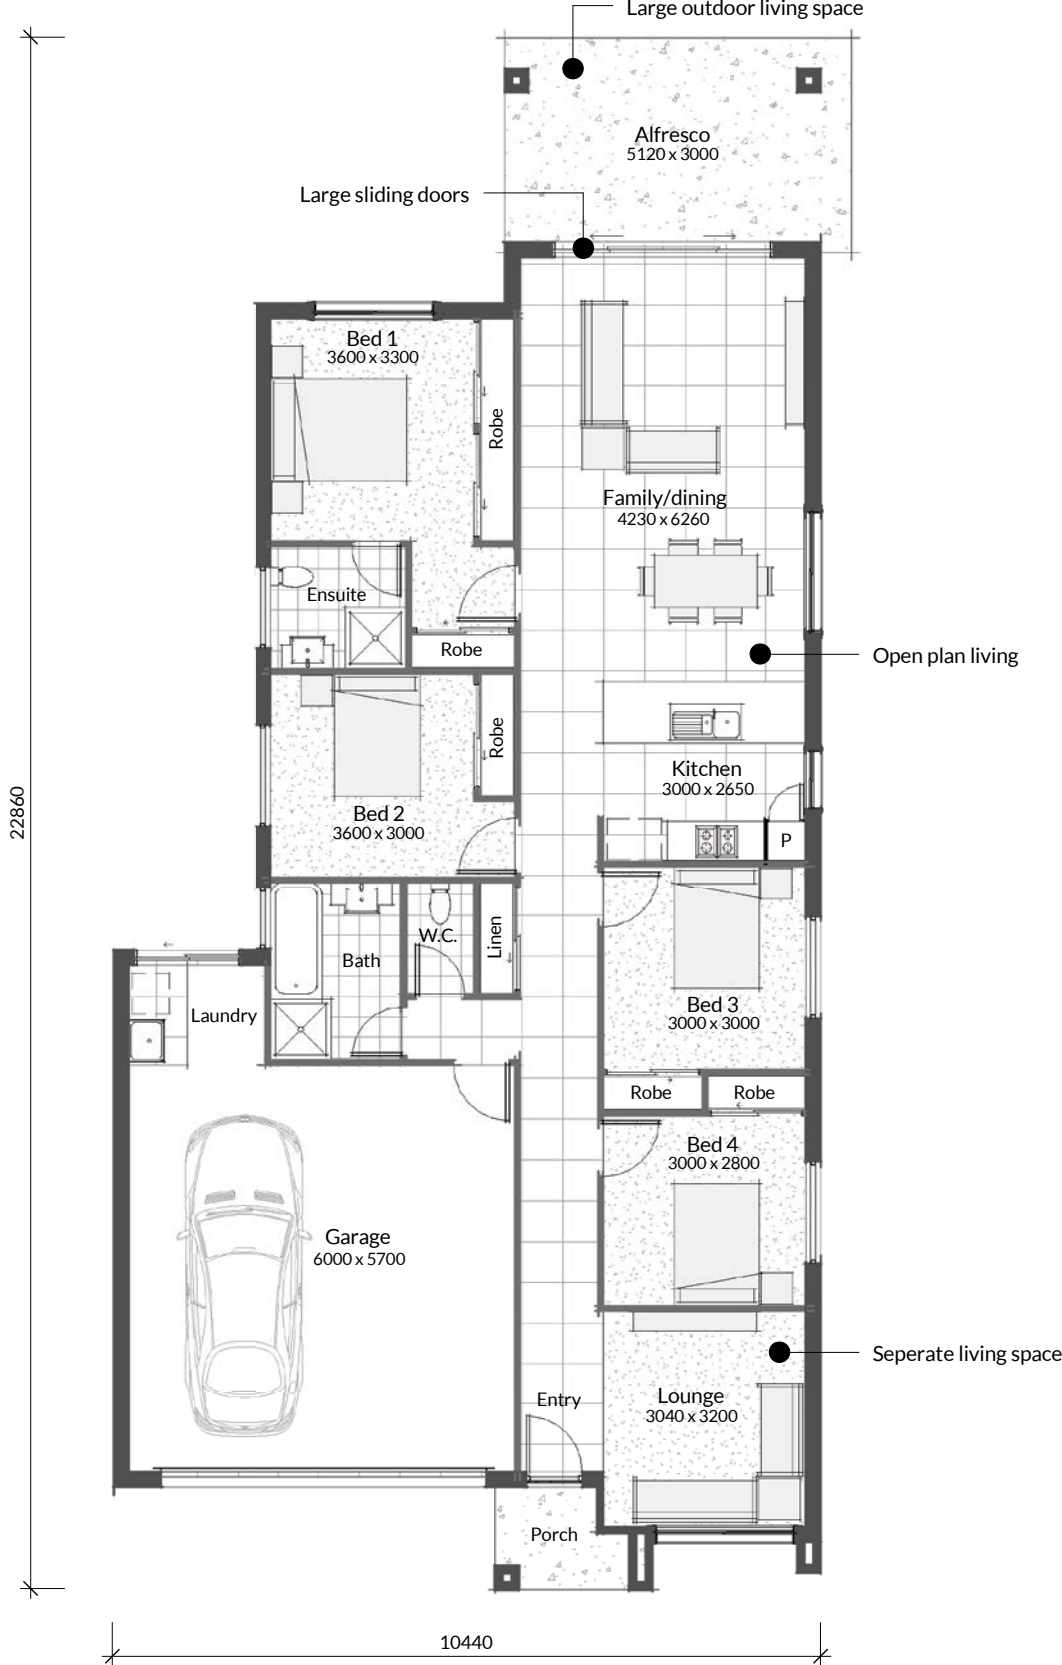 Large outdoor living space
Alfresco
5120 x 3000
Large sliding doors
Bed 1
3600 x 3300
Robe
Family/dining
4230 x 6260
Ensuite
Robe
Open plan living
Robe
Kitchen
3000 x 2650
22860
Bed 2
3600 x 3000
P
W.C.
Linen
Bath
Laundry
Bed 3
3000 x 3000
Robe
Robe
Bed 4
3000 x 2800
Garage
6000 x 5700
Seperate living space
Entry
Lounge
3040 x 3200
Porch
10440